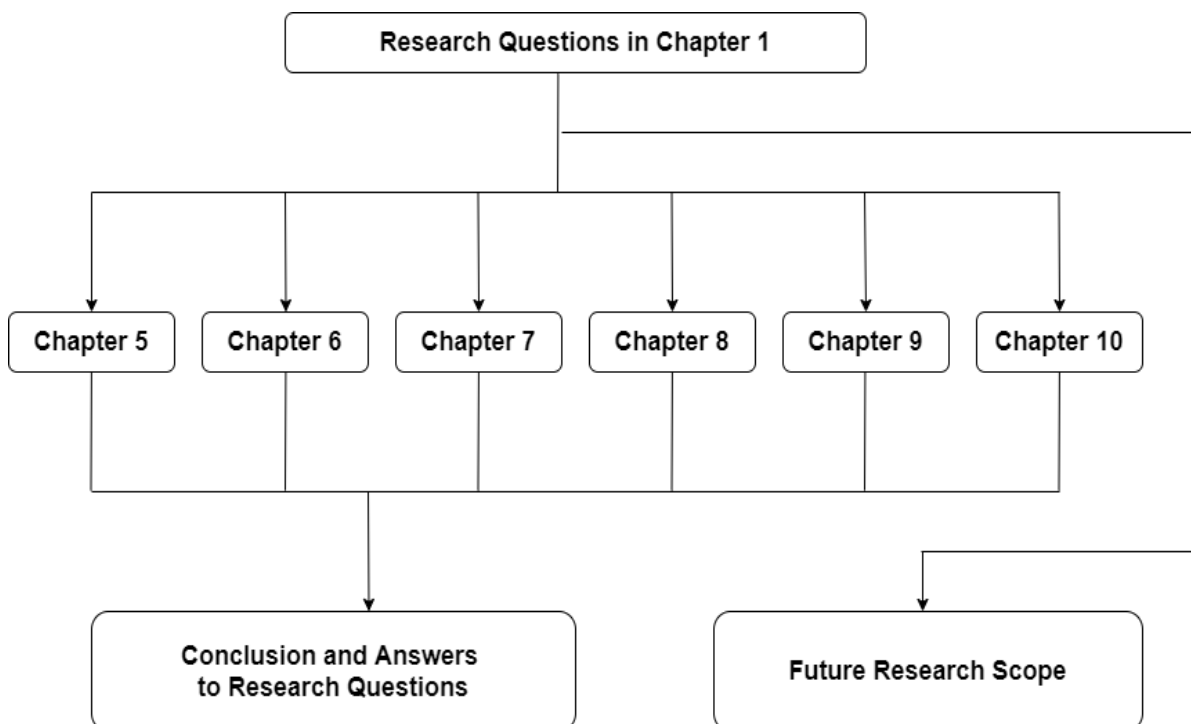 Research Questions in Chapter 1
Chapter 5
Chapter 6
Chapter 7
Chapter 8
Chapter 9
Chapter 10
Conclusion and Answers
to Research Questions
Future Research Scope